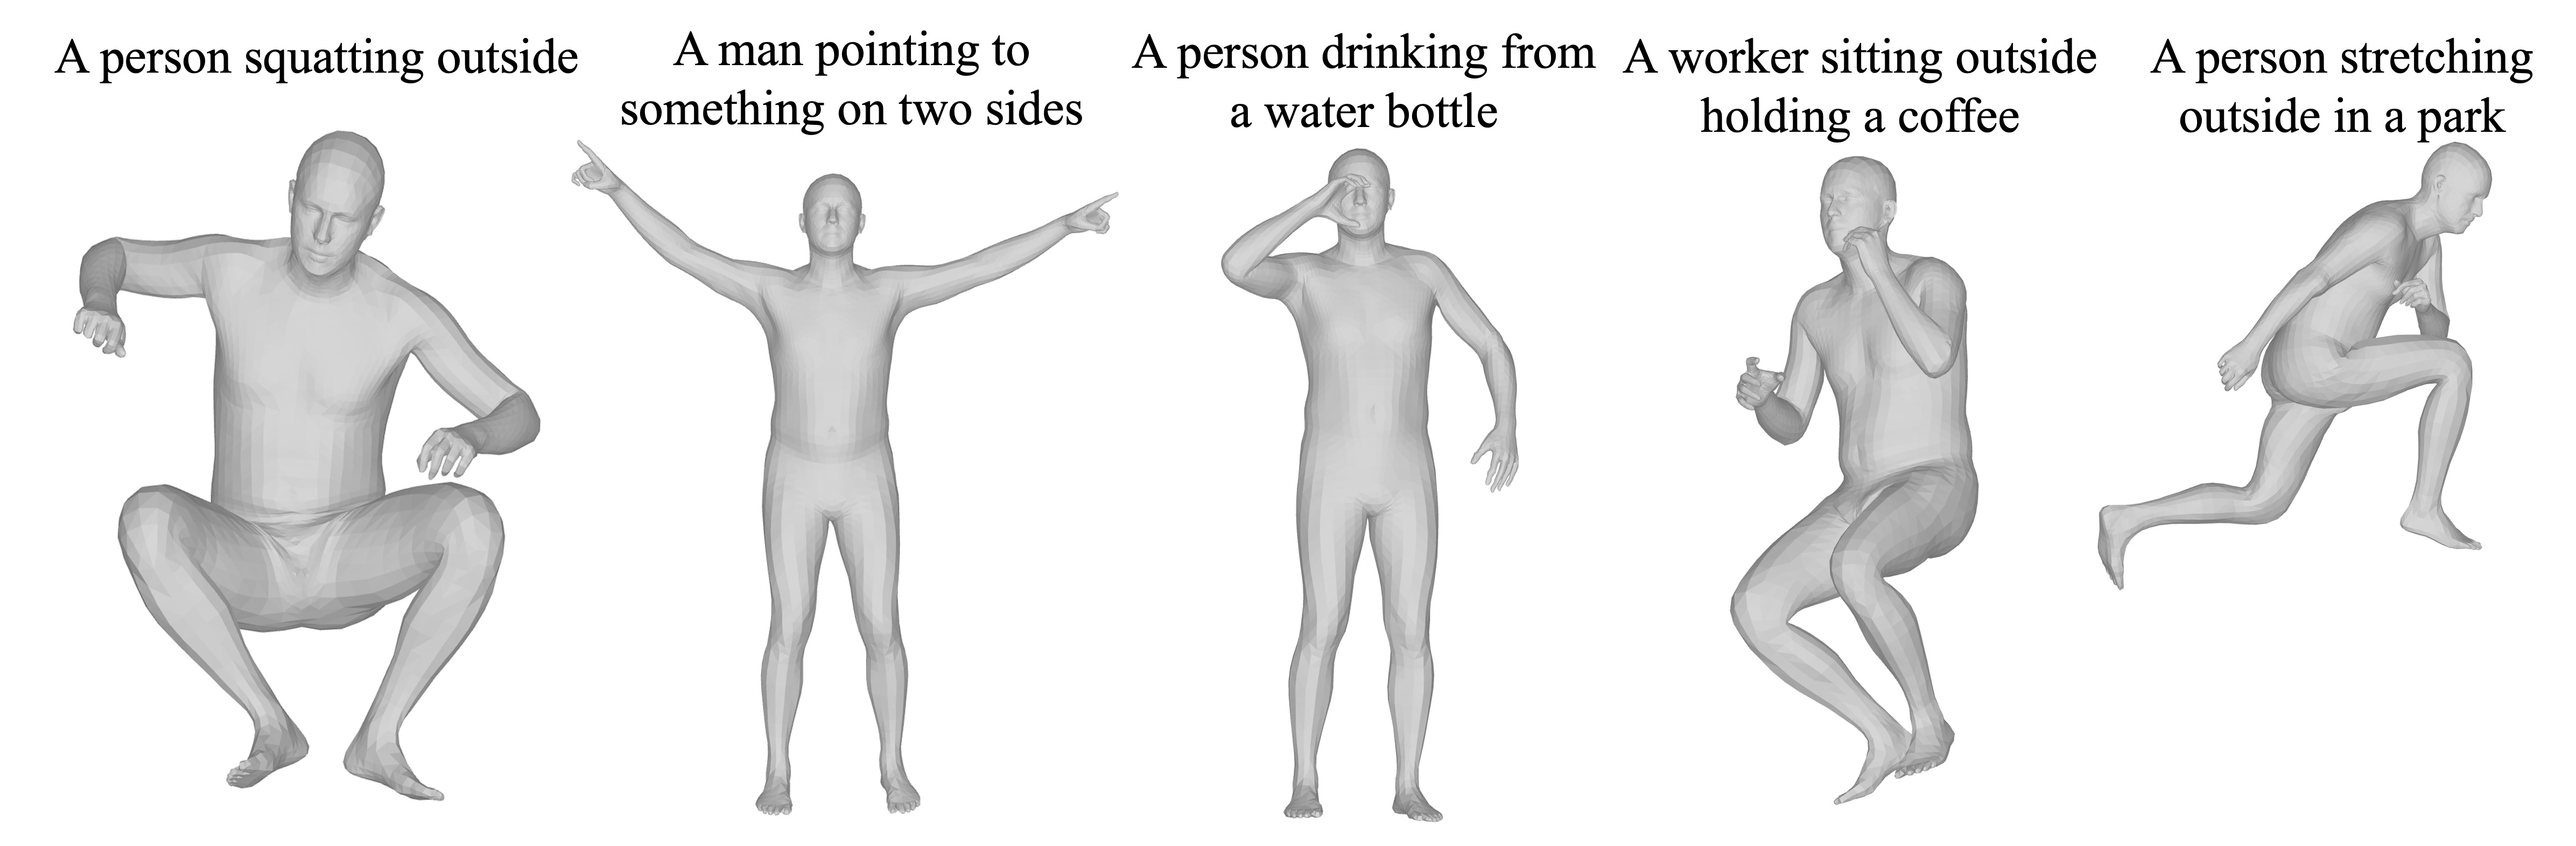 A person squatting outside
A man pointing to
something on two sides
A person drinking from
a water bottle
A worker sitting outside
holding a coffee
A person stretching
outside in a park